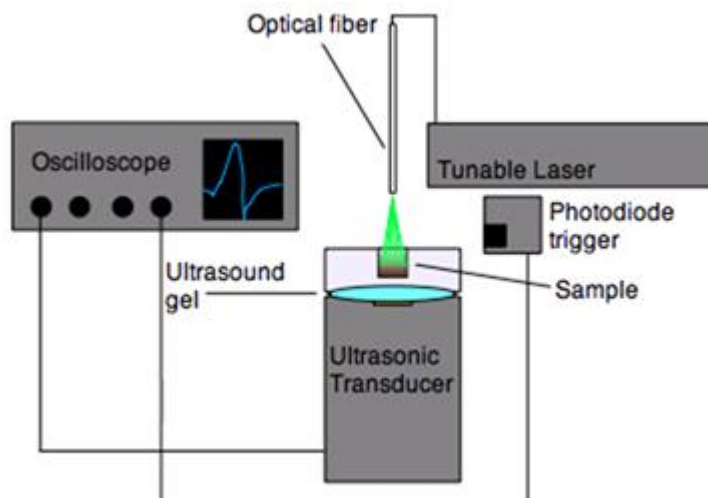 Optical fiber
Oscilloscope
Tunable Laser
Photodiode
trigger
Ultrasound
gel
Sample
Ultrasonic
Transducer